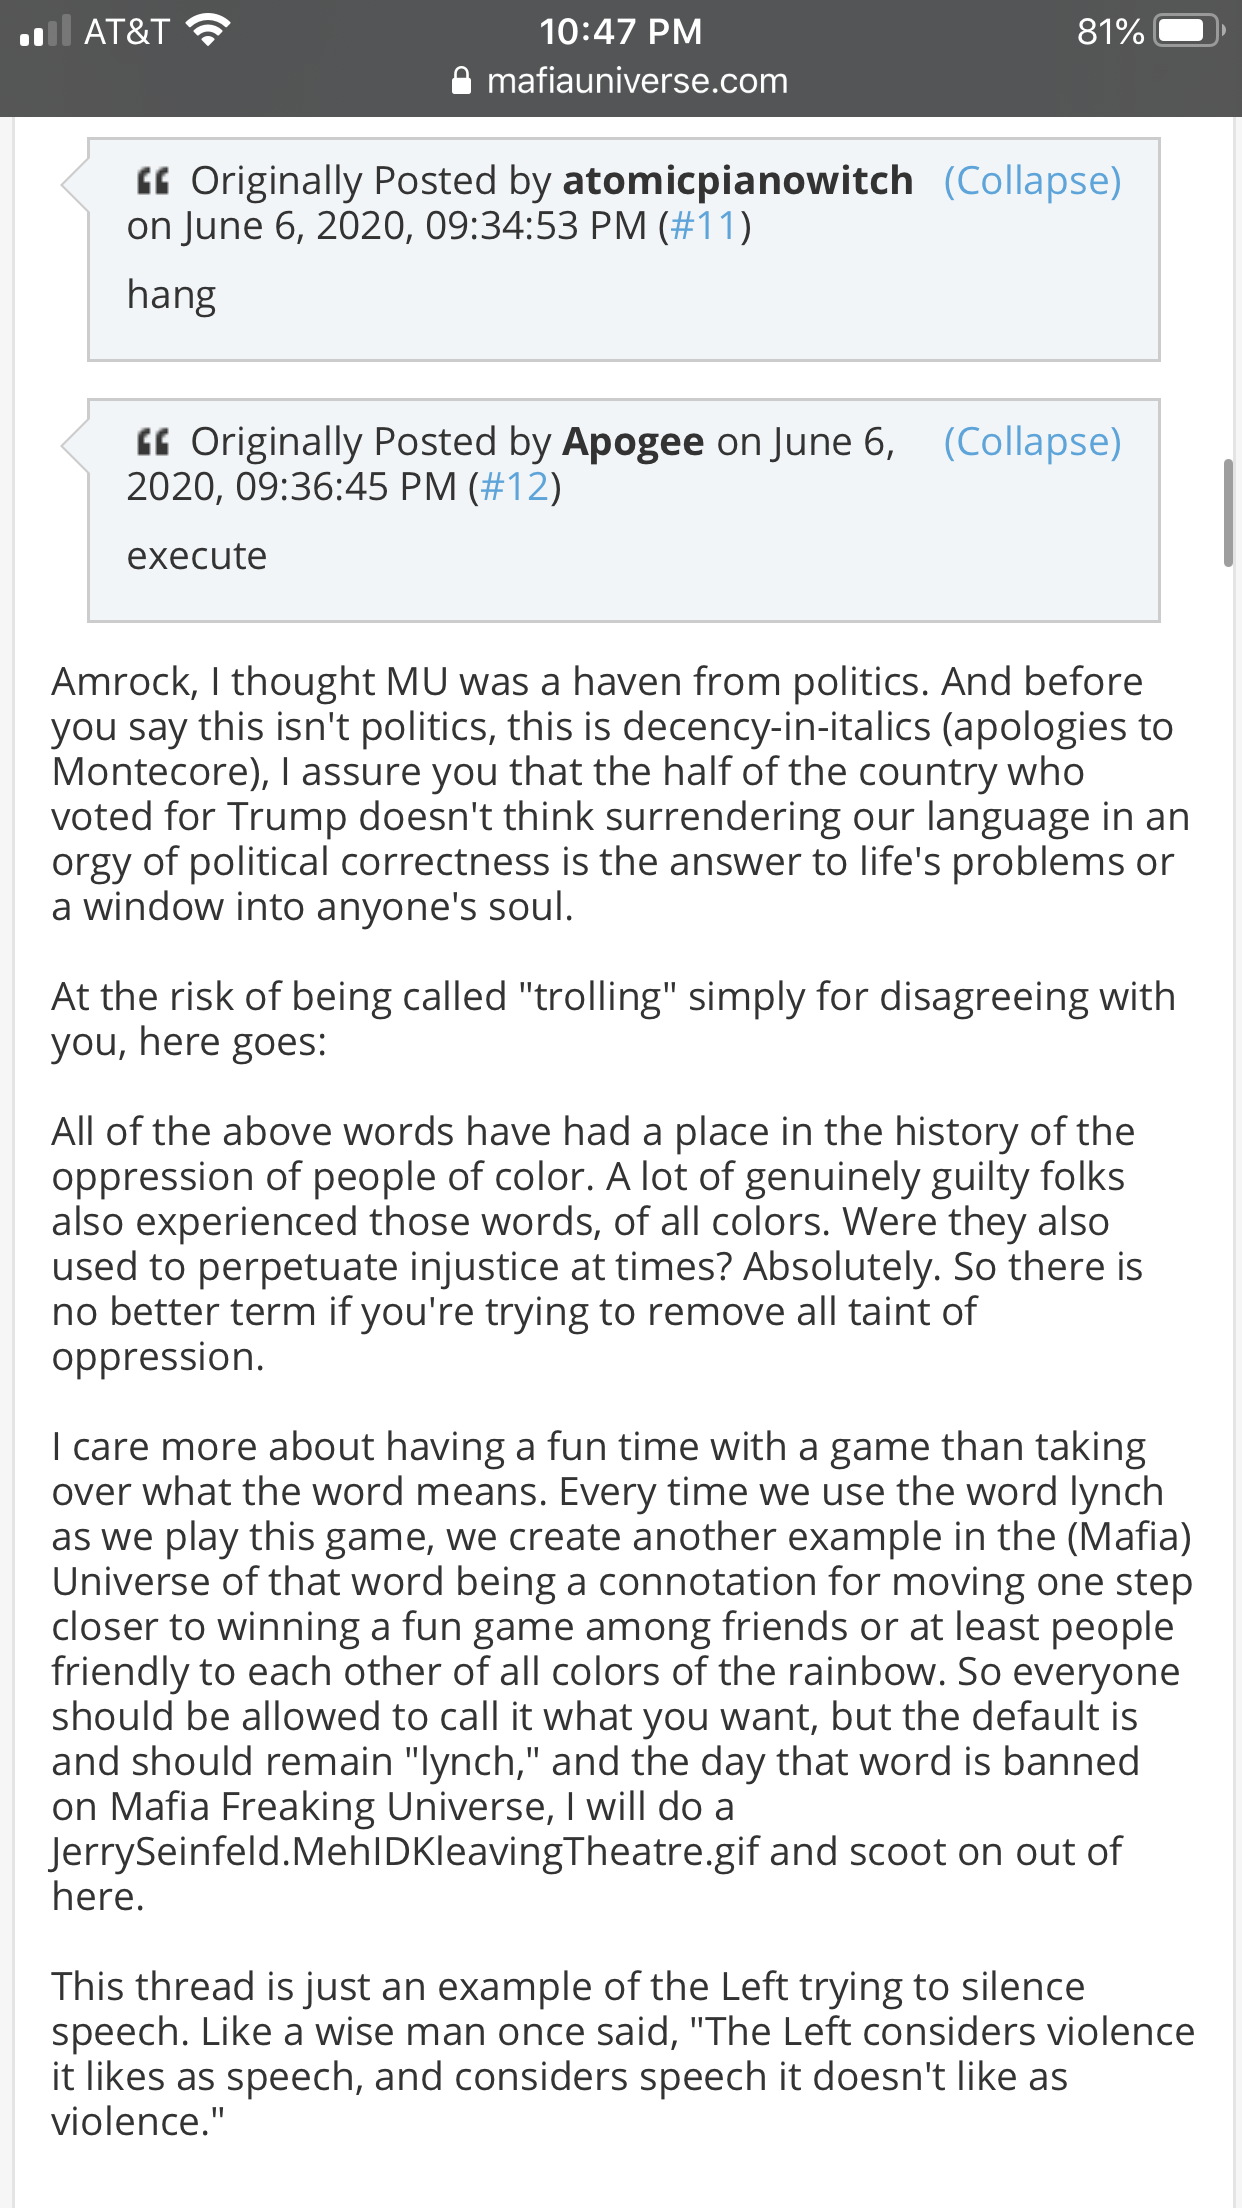 AT&T 10:47 PM 81%
mafiauniverse.com
Originally Posted by atomicpianowitch (Collapse)
on June 6, 2020, 09:34:53 PM (#11)
hang
Originally Posted by Apogee on June 6, (Collapse)
2020, 09:36:45 PM (#12)
execute
Amrock, I thought MU was a haven from politics. And before
you say this isn't politics, this is decency-in-italics (apologies to
Montecore), I assure you that the half of the country who
voted for Trump doesn't think surrendering our language in an
orgy of political correctness is the answer to life's problems or
a window into anyone's soul.
At the risk of being called "trolling" simply for disagreeing with
you, here goes:
All of the above words have had a place in the history of the
oppression of people of color. A lot of genuinely guilty folks
also experienced those words, of all colors. Were they also
used to perpetuate injustice at times? Absolutely. So there is
no better term if you're trying to remove all taint of
oppression.
I care more about having a fun time with a game than taking
over what the word means. Every time we use the word lynch
as we play this game, we create another example in the (Mafia)
Universe of that word being a connotation for moving one step
closer to winning a fun game among friends or at least people
friendly to each other of all colors of the rainbow. So everyone
should be allowed to call it what you want, but the default is
and should remain "lynch," and the day that word is banned
on Mafia Freaking Universe, I will do a
JerrySeinfeld.MehIDKleavingTheatre.gif and scoot on out of
here.
This thread is just an example of the Left trying to silence
speech. Like a wise man once said, "The Left considers violence
it likes as speech, and considers speech it doesn't like as
violence."